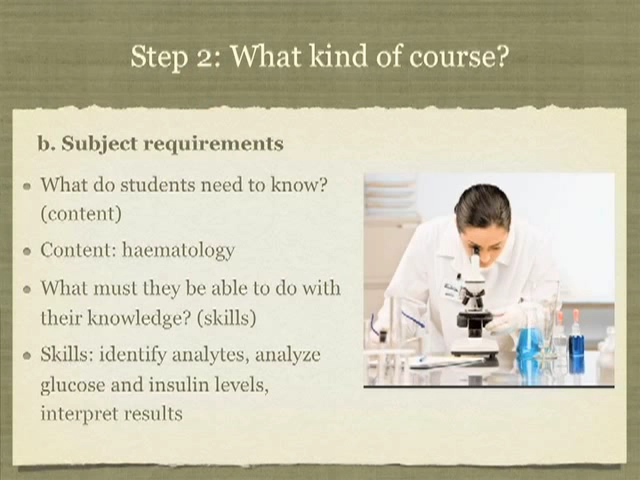 Step 2: What kind of course?
b. Subject requirements
What do students need to know?
(content)
Content: haematology
What must they be able to do with
their knowledge? (skills)
Skills: identify analytes, analyze
glucose and insulin levels,
interpret results